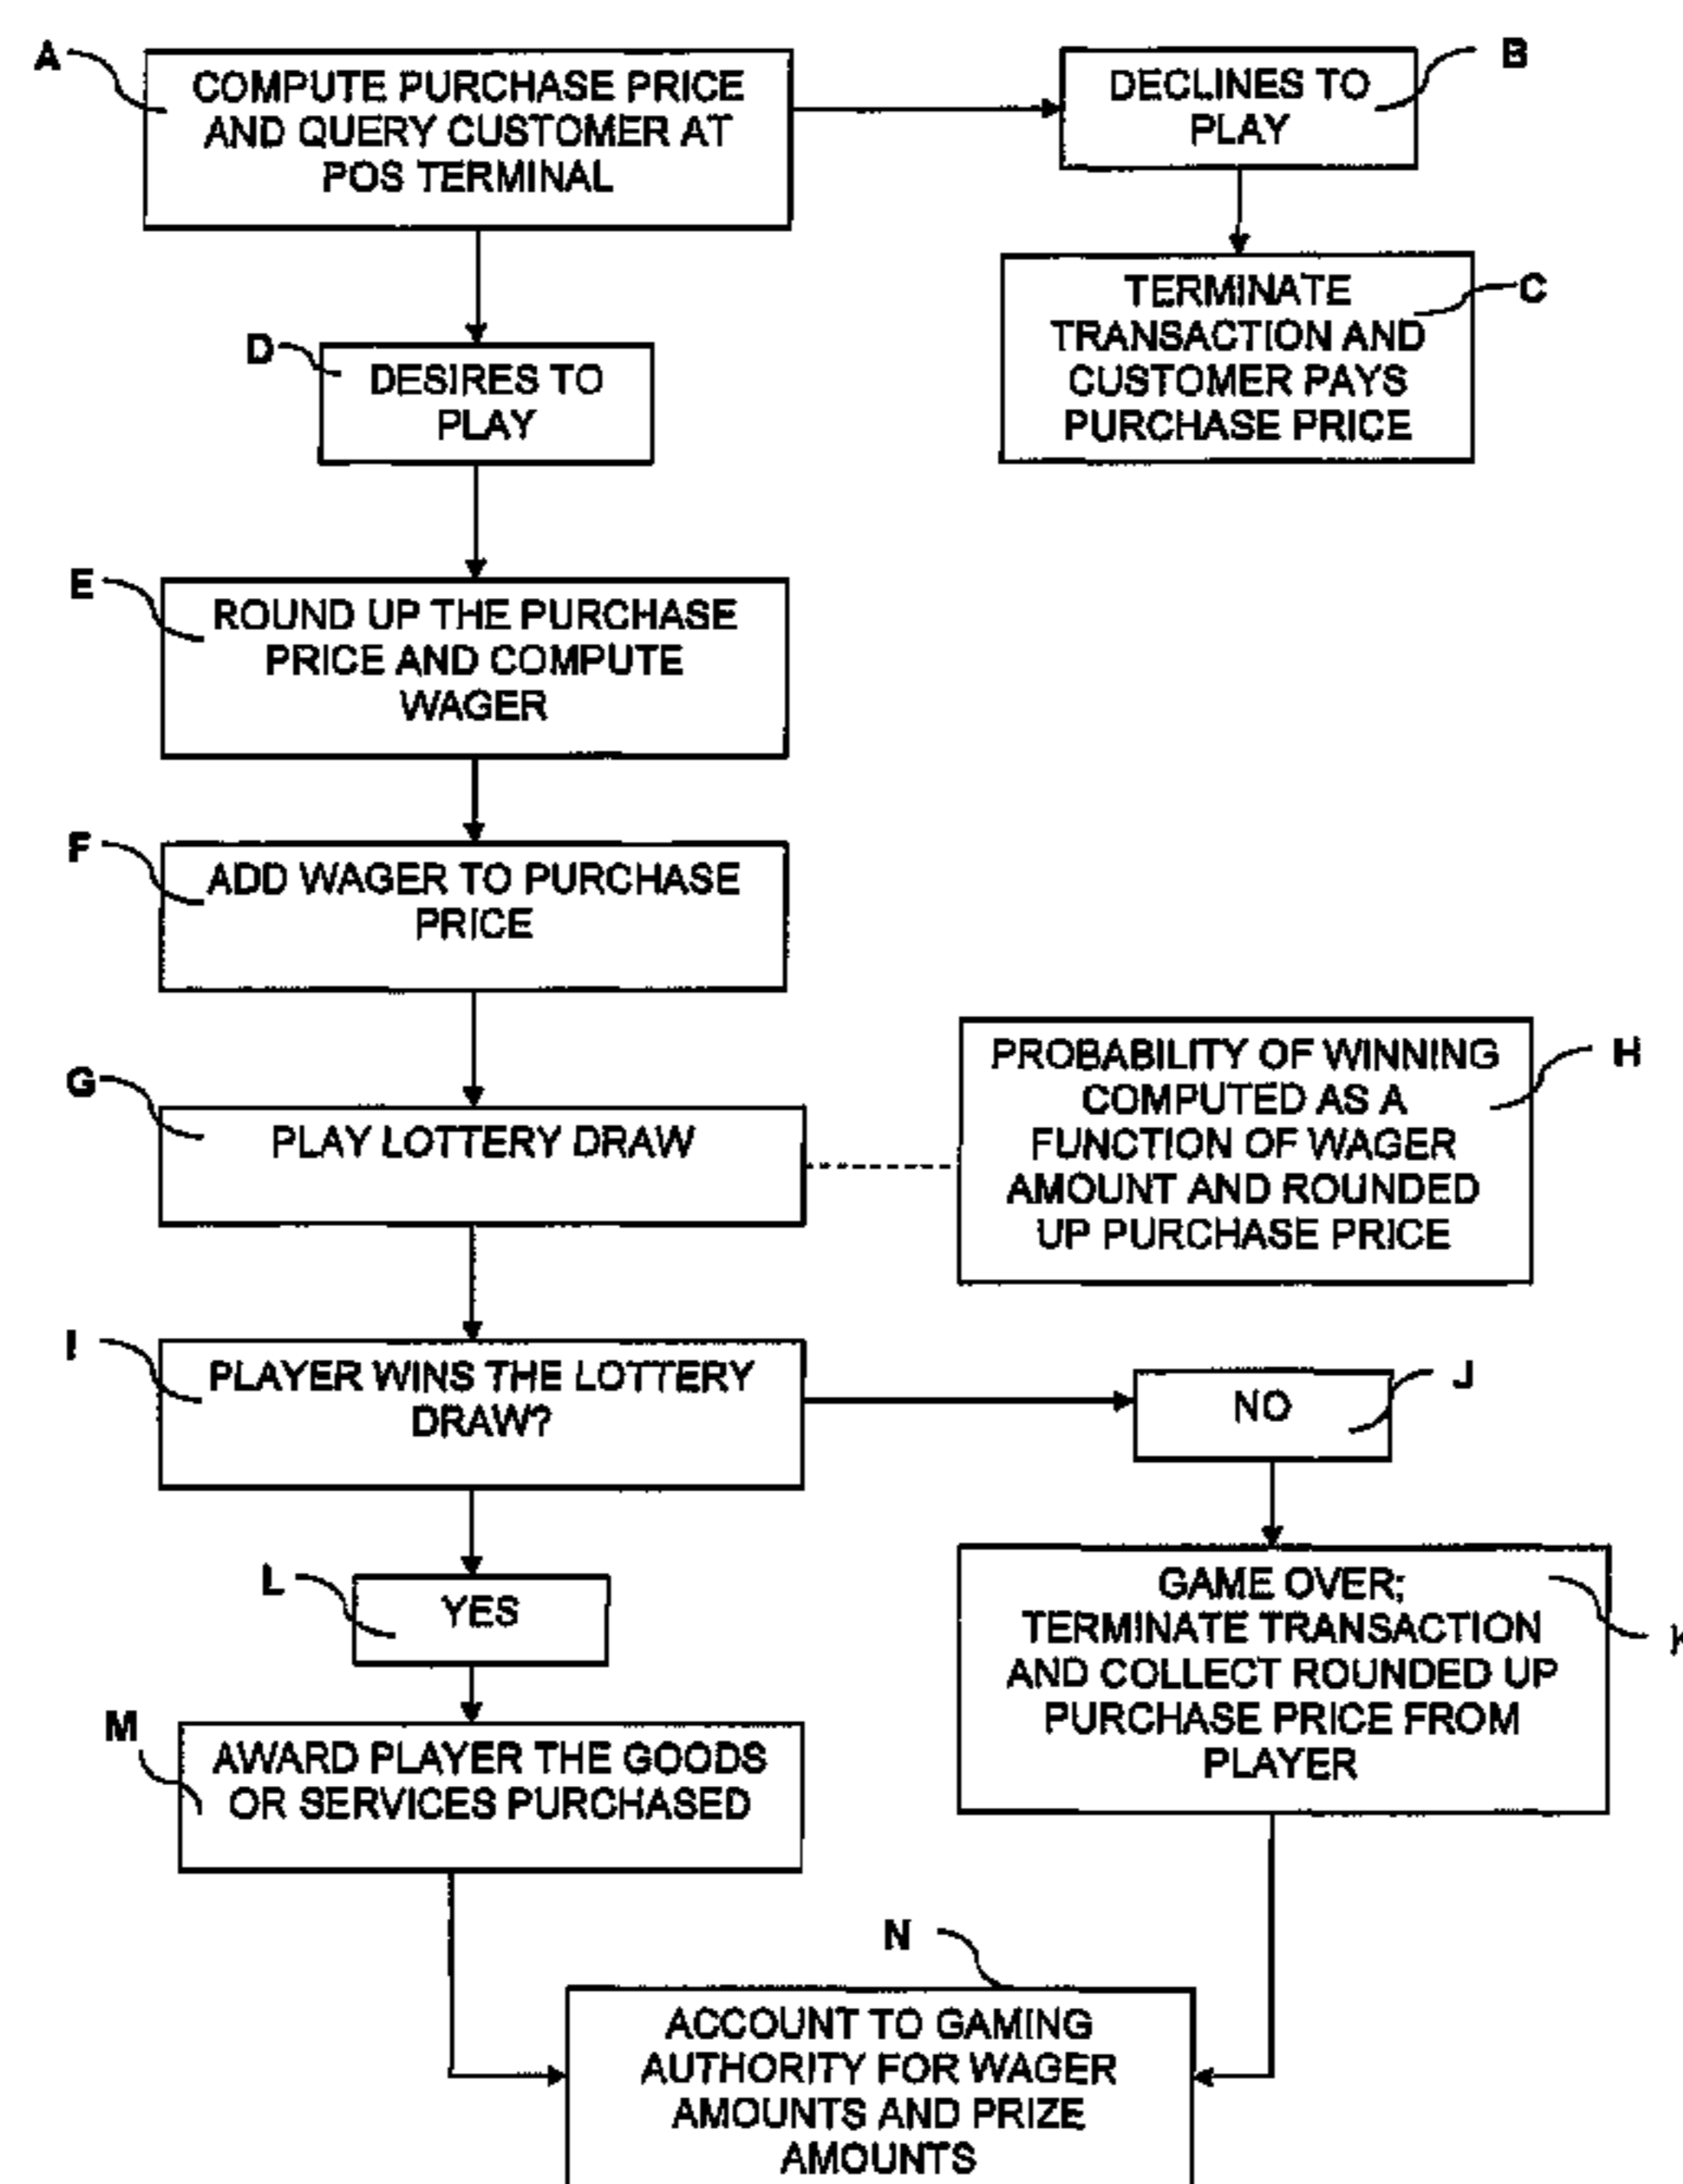 A
COMPUTE PURCHASE PRICE
AND QUERY CUSTOMER AT
POS TERMINAL
B
DECLINES TO
PLAY
C
TERMINATE
TRANSACTION AND
CUSTOMER PAYS
PURCHASE PRICE
D
DESIRES TO
PLAY
E
ROUND UP THE PURCHASE
PRICE AND COMPUTE
WAGER
F
ADD WAGER TO PURCHASE
PRICE
G
PLAY LOTTERY DRAW
H
PROBABILITY OF WINNING
COMPUTED AS A
FUNCTION OF WAGER
AMOUNT AND ROUNDED
UP PURCHASE PRICE
I
PLAYER WINS THE LOTTERY
DRAW?
J
NO
K
GAME OVER;
TERMINATE TRANSACTION
AND COLLECT ROUNDED UP
PURCHASE PRICE FROM
PLAYER
L
YES
M
AWARD PLAYER THE GOODS
OR SERVICES PURCHASED
N
ACCOUNT TO GAMING
AUTHORITY FOR WAGER
AMOUNTS AND PRIZE
AMOUNTS